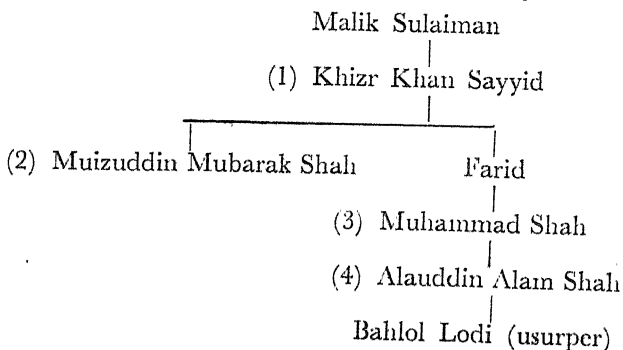 Malik Sulaiman
(1) Khizr Khan Sayyid
(2) Muizuddin Mubarak Shah Farid
(3) Muhammad Shah
(4) Alauddin Alam Shah
Bahlol Lodi (usurper)